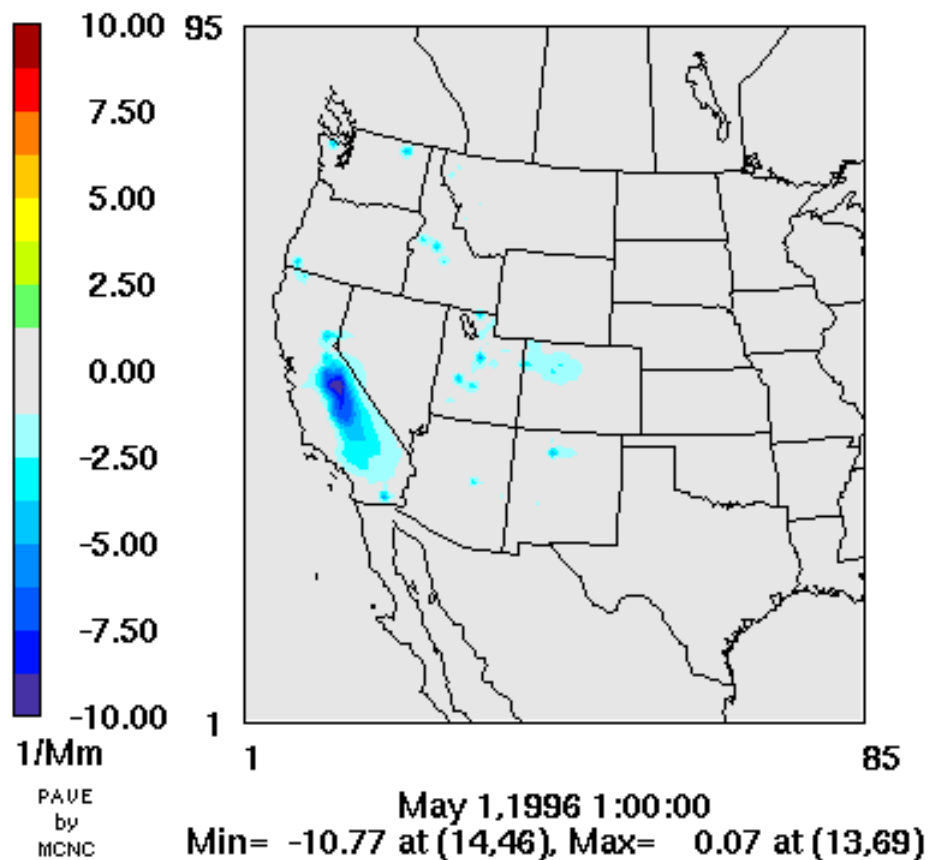 10.00 95
7.50
5.00
2.50
0.00
-2.50
-5.00
-7.50
-10.00 1
1/Mm 1 85
PAVE
by
MCNC
May 1,1996 1:00:00
Min= -10.77 at (14,46), Max= 0.07 at (13,69)